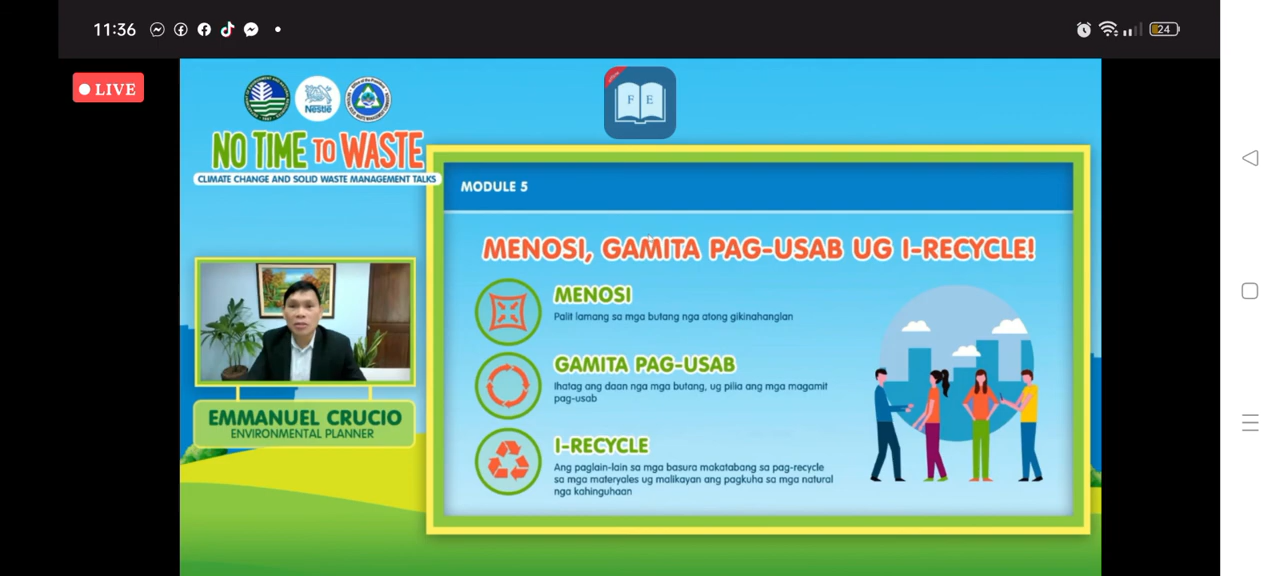 11:36
24
LIVE
Nestlé
NO TIME TO WASTE
CLIMATE CHANGE AND SOLID WASTE MANAGEMENT TALKS
F E
MODULE 5
MENOSI, GAMITA PAG-USAB UG I-RECYCLE!
MENOSI
Palit lamang sa mga butang nga atong gikinahanglan
GAMITA PAG-USAB
Ihatag ang daan nga mga butang, ug pilia ang mga magamit
pag-usab
I-RECYCLE
Ang paglain-lain sa mga basura makatabang sa pag-recycle
sa mga materyales ug malikayan ang pagkuha sa mga natural
nga kahinguhaan
EMMANUEL CRUCIO
ENVIRONMENTAL PLANNER